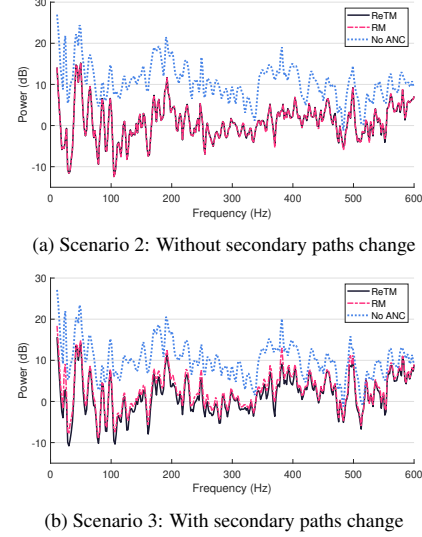 30
20
10
0
-10
Power (dB)
ReTM
RM
No ANC
0 100 200 300 400 500 600
Frequency (Hz)
(a) Scenario 2: Without secondary paths change
30
20
10
0
-10
Power (dB)
ReTM
RM
No ANC
0 100 200 300 400 500 600
Frequency (Hz)
(b) Scenario 3: With secondary paths change